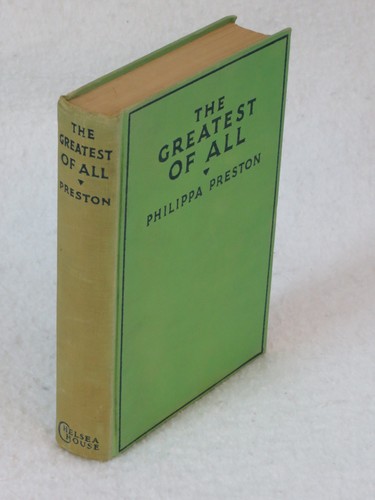 THE
GREATEST
OF ALL
PRESTON
CHELSEA
HOUSE
THE
GREATEST
OF ALL
PHILIPPA PRESTON